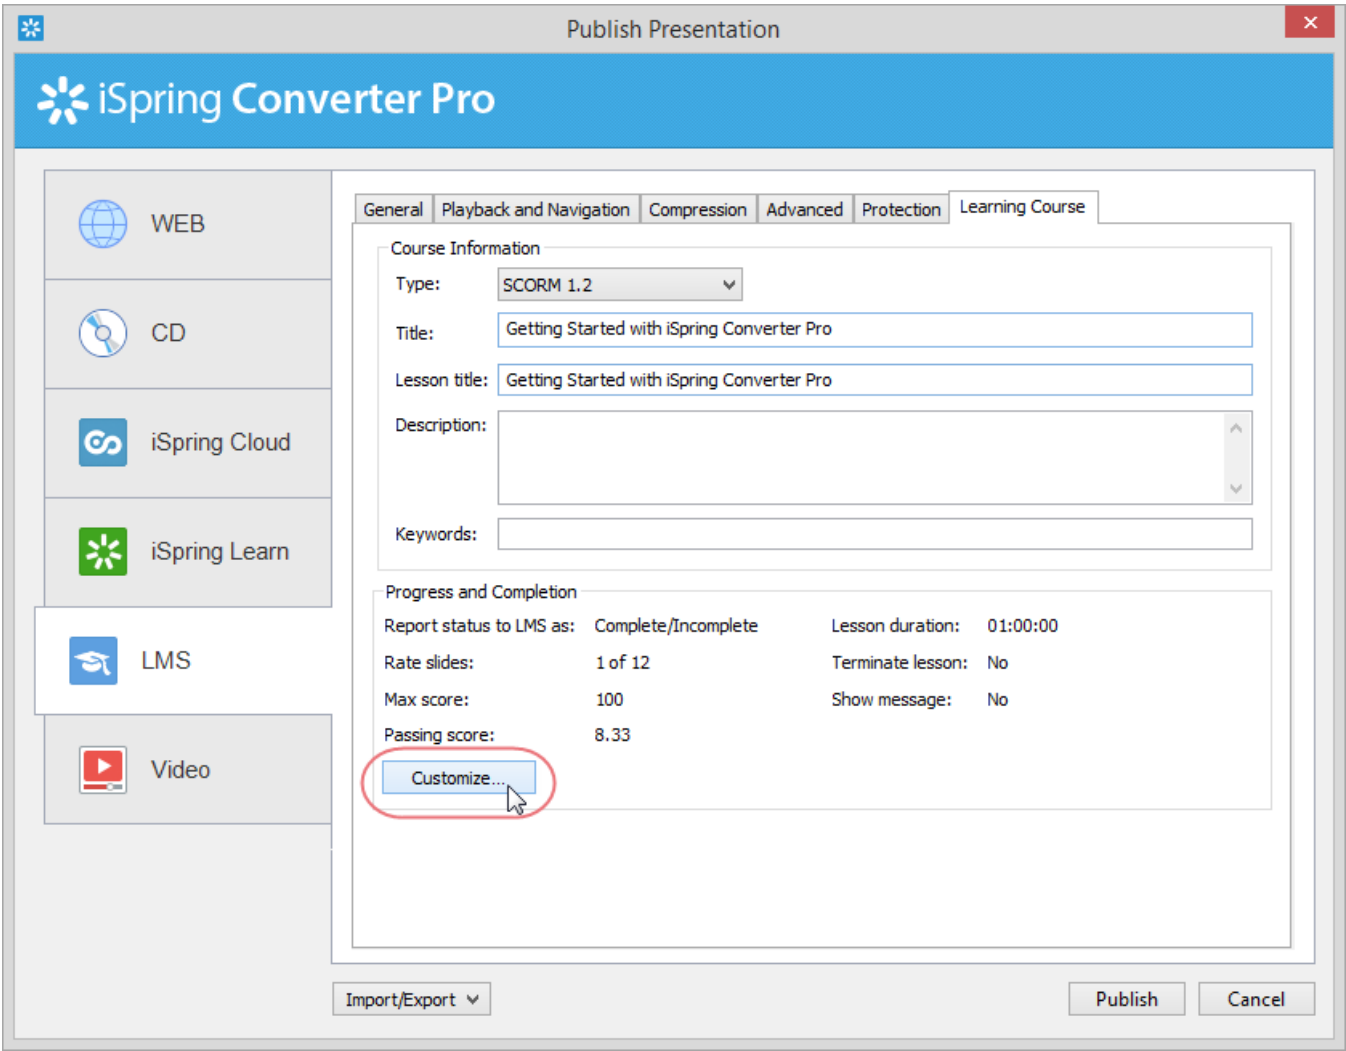 Publish Presentation
iSpring Converter Pro
WEB
CD
iSpring Cloud
iSpring Learn
LMS
Video
General Playback and Navigation Compression Advanced Protection Learning Course
Course Information
Type: SCORM 1.2
Title: Getting Started with iSpring Converter Pro
Lesson title: Getting Started with iSpring Converter Pro
Description:
Keywords:
Progress and Completion
Report status to LMS as: Complete/Incomplete Lesson duration: 01:00:00
Rate slides: 1 of 12 Terminate lesson: No
Max score: 100 Show message: No
Passing score: 8.33
Customize...
Import/Export Publish Cancel